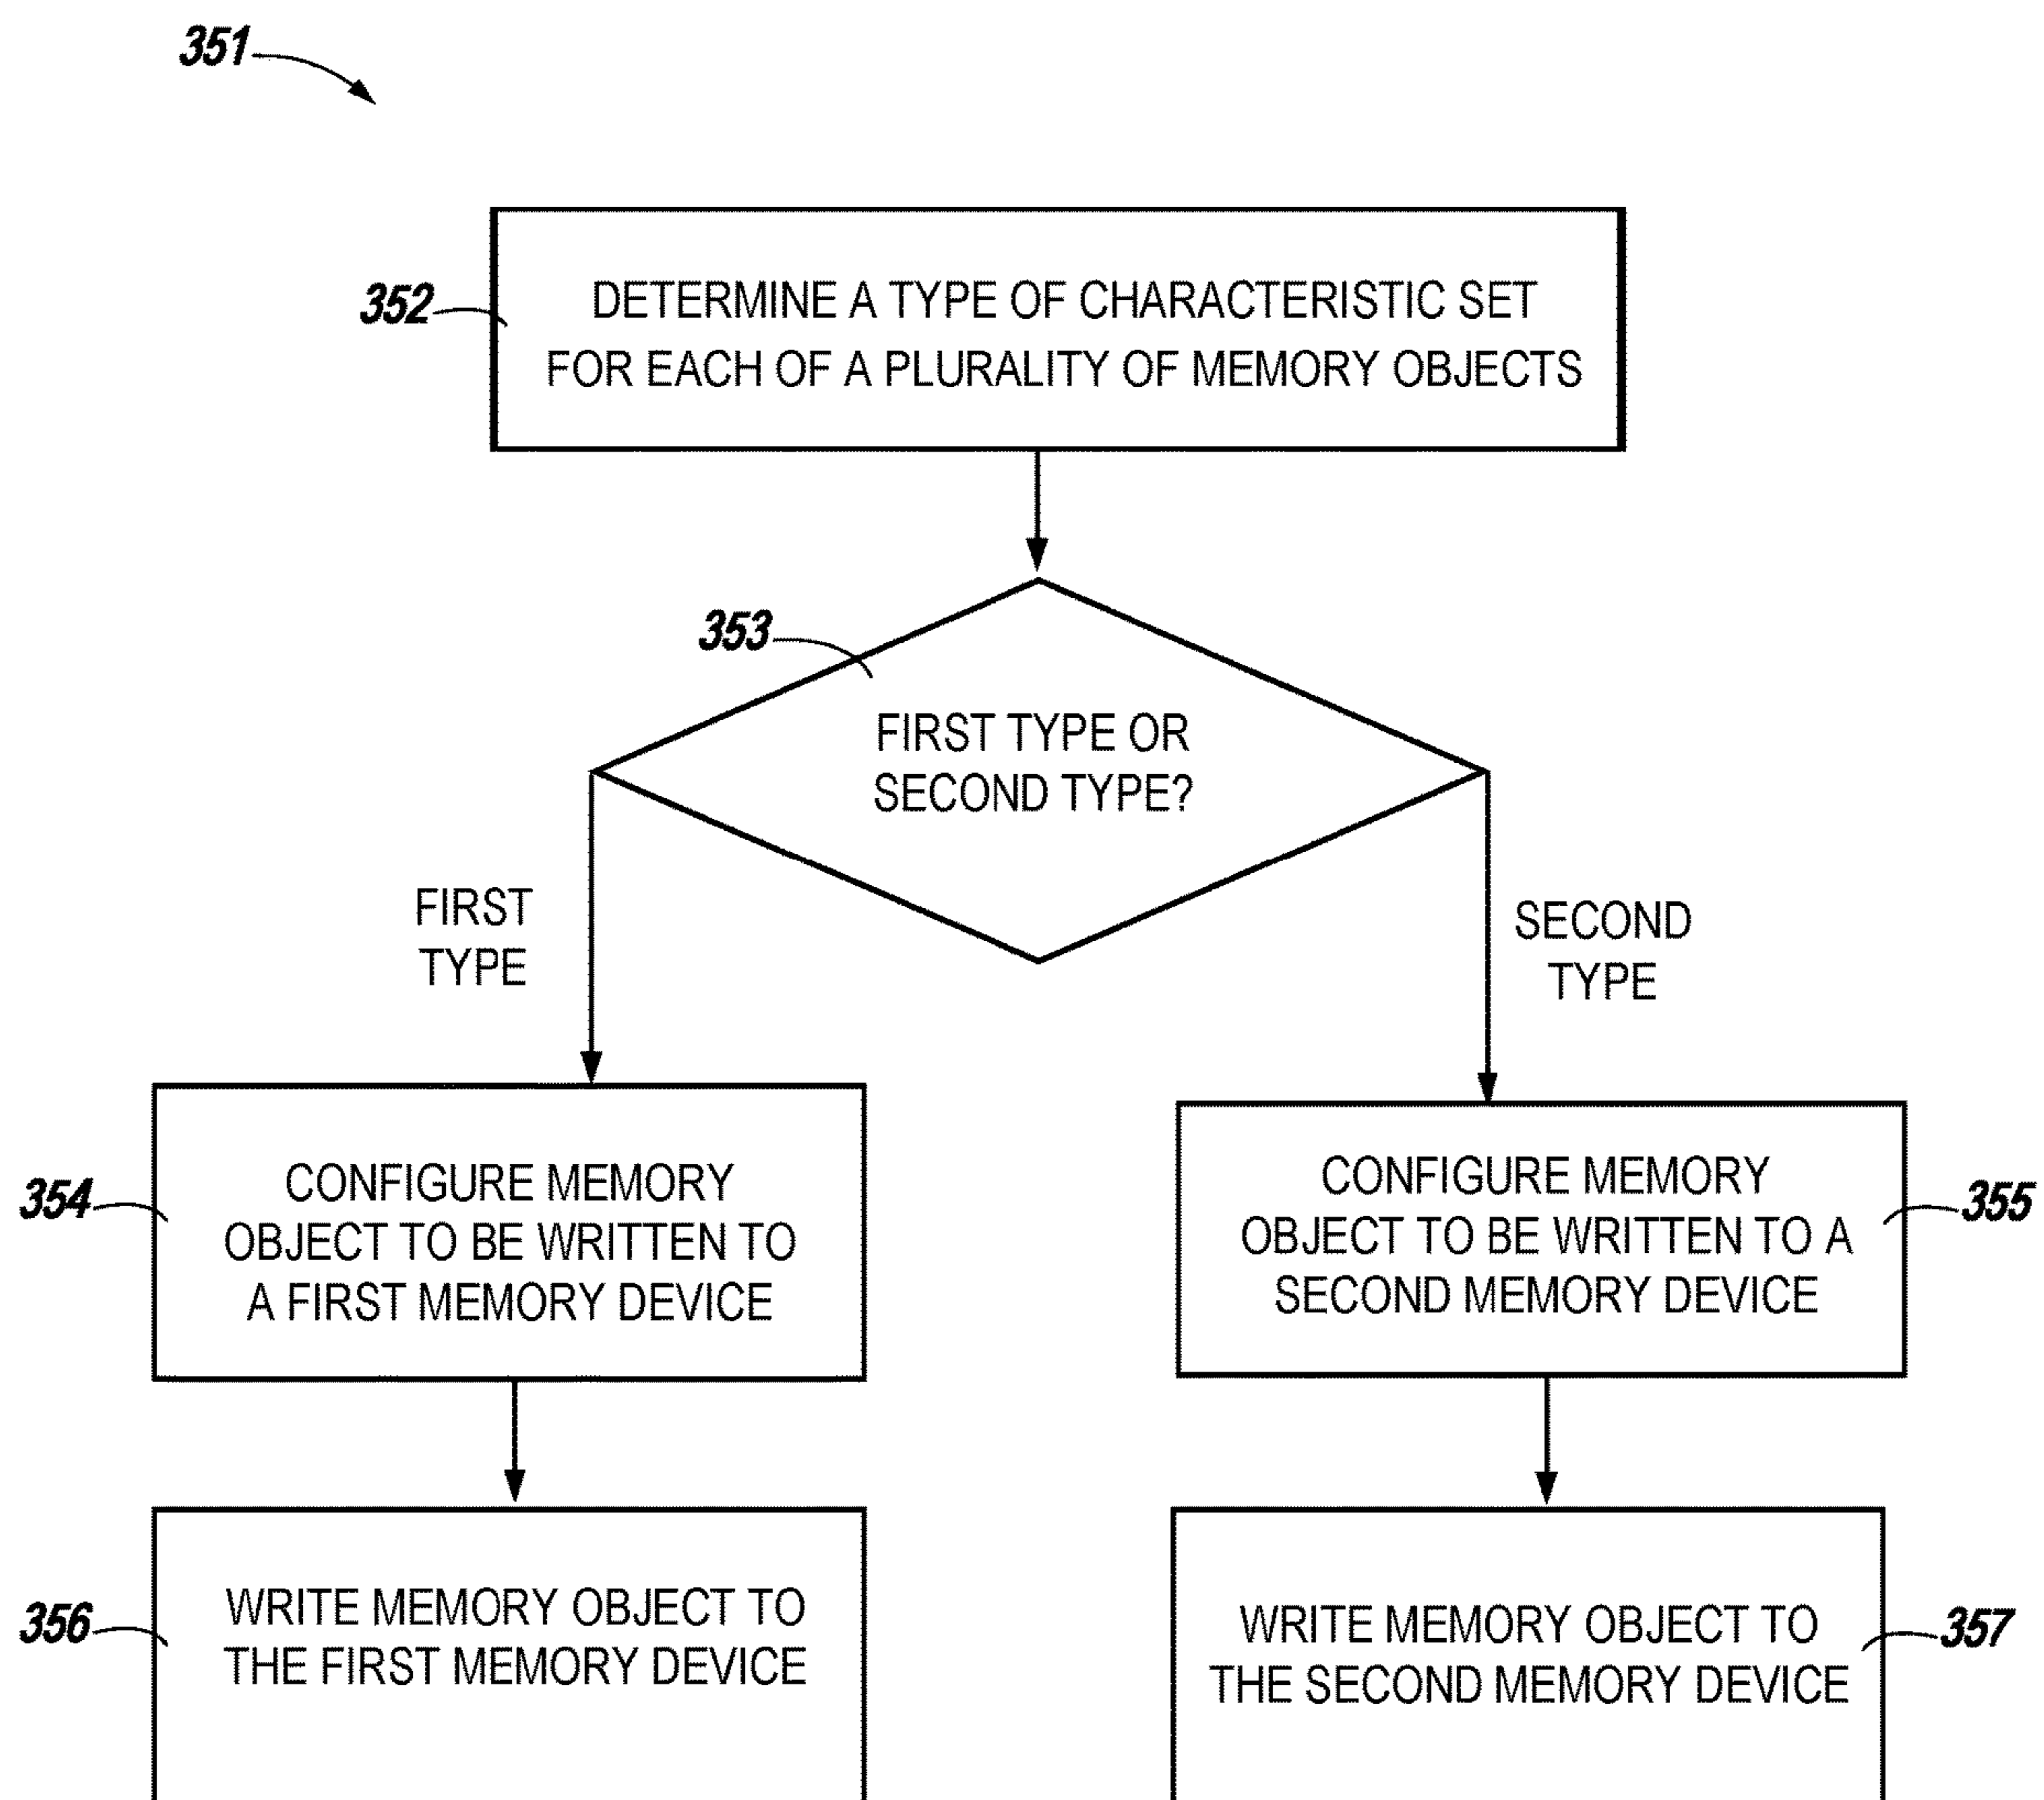 351
352
DETERMINE A TYPE OF CHARACTERISTIC SET
FOR EACH OF A PLURALITY OF MEMORY OBJECTS
353
FIRST TYPE OR
SECOND TYPE?
FIRST
TYPE
SECOND
TYPE
354
CONFIGURE MEMORY
OBJECT TO BE WRITTEN TO
A FIRST MEMORY DEVICE
CONFIGURE MEMORY
OBJECT TO BE WRITTEN TO A
SECOND MEMORY DEVICE
355
356
WRITE MEMORY OBJECT TO
THE FIRST MEMORY DEVICE
WRITE MEMORY OBJECT TO
THE SECOND MEMORY DEVICE
357